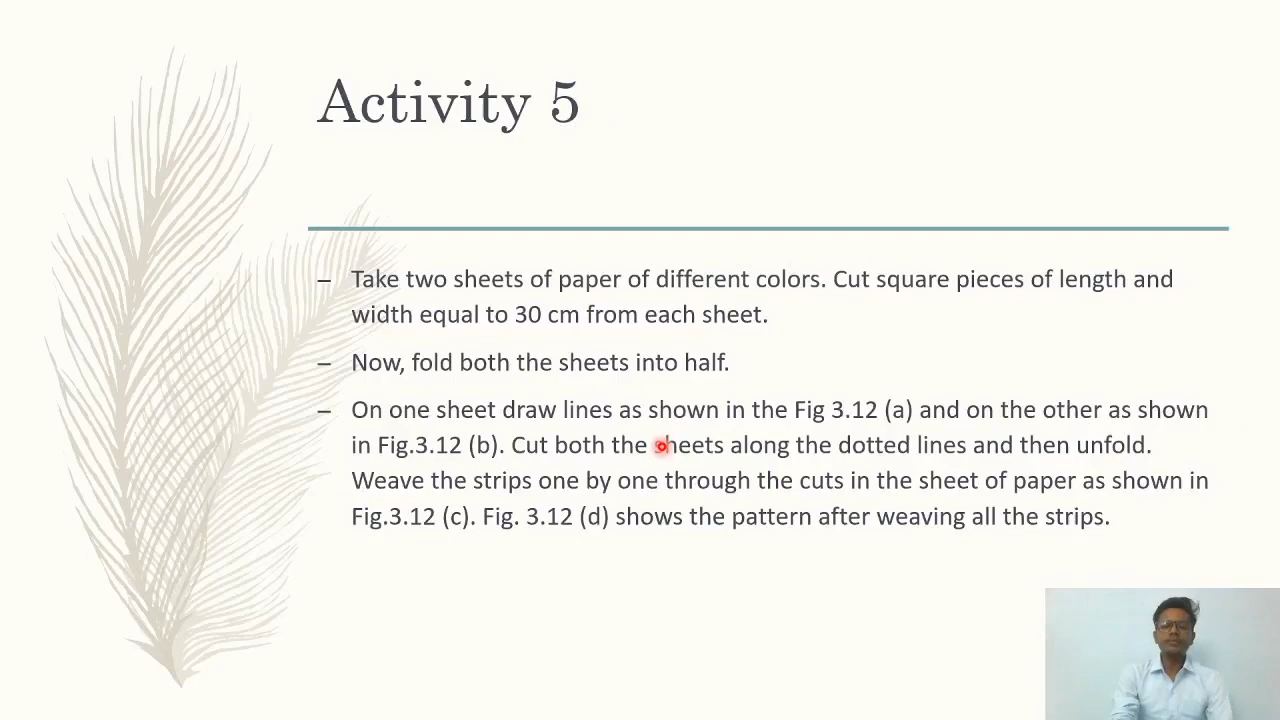 Activity 5
– Take two sheets of paper of different colors. Cut square pieces of length and
width equal to 30 cm from each sheet.
– Now, fold both the sheets into half.
– On one sheet draw lines as shown in the Fig 3.12 (a) and on the other as shown
in Fig.3.12 (b). Cut both the sheets along the dotted lines and then unfold.
Weave the strips one by one through the cuts in the sheet of paper as shown in
Fig.3.12 (c). Fig. 3.12 (d) shows the pattern after weaving all the strips.